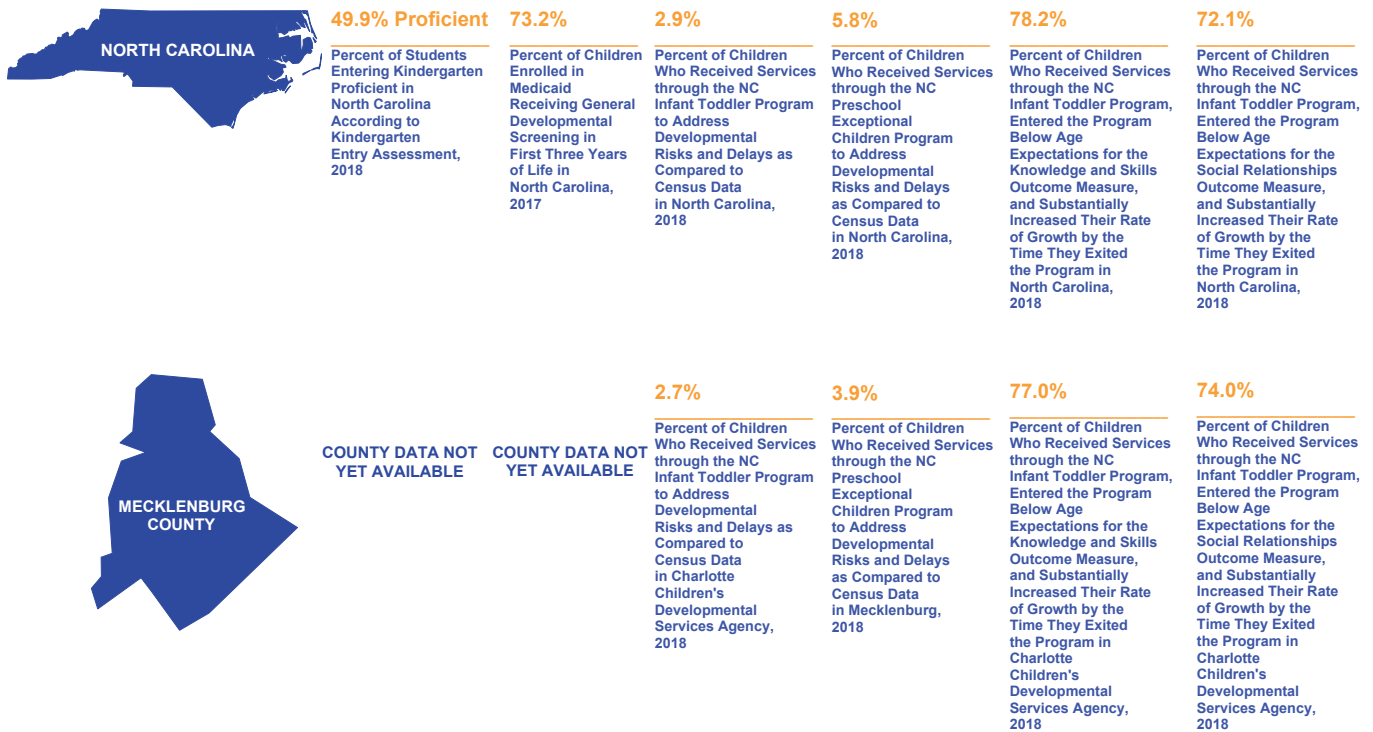 NORTH CAROLINA
49.9% Proficient
Percent of Students
Entering Kindergarten
Proficient in
North Carolina
According to
Kindergarten
Entry Assessment,
2018
73.2%
Percent of Children
Enrolled in
Medicaid
Receiving General
Developmental
Screening in
First Three Years
of Life in
North Carolina,
2017
2.9%
Percent of Children
Who Received Services
through the NC
Infant Toddler Program
to Address
Developmental
Risks and Delays as
Compared to
Census Data
in North Carolina,
2018
5.8%
Percent of Children
Who Received Services
through the NC
Preschool
Exceptional
Children Program
to Address
Developmental
Risks and Delays
as Compared to
Census Data
in North Carolina,
2018
78.2%
Percent of Children
Who Received Services
through the NC
Infant Toddler Program,
Entered the Program
Below Age
Expectations for the
Knowledge and Skills
Outcome Measure,
and Substantially
Increased Their Rate
of Growth by the
Time They Exited
the Program in
North Carolina,
2018
72.1%
Percent of Children
Who Received Services
through the NC
Infant Toddler Program,
Entered the Program
Below Age
Expectations for the
Social Relationships
Outcome Measure,
and Substantially
Increased Their Rate
of Growth by the
Time They Exited
the Program in
North Carolina,
2018
MECKLENBURG
COUNTY
COUNTY DATA NOT
YET AVAILABLE
COUNTY DATA NOT
YET AVAILABLE
2.7%
Percent of Children
Who Received Services
through the NC
Infant Toddler Program
to Address
Developmental
Risks and Delays as
Compared to
Census Data
in Charlotte
Children's
Developmental
Services Agency,
2018
3.9%
Percent of Children
Who Received Services
through the NC
Preschool
Exceptional
Children Program
to Address
Developmental
Risks and Delays
as Compared to
Census Data
in Mecklenburg,
2018
77.0%
Percent of Children
Who Received Services
through the NC
Infant Toddler Program,
Entered the Program
Below Age
Expectations for the
Knowledge and Skills
Outcome Measure,
and Substantially
Increased Their Rate
of Growth by the
Time They Exited
the Program in
Charlotte
Children's
Developmental
Services Agency,
2018
74.0%
Percent of Children
Who Received Services
through the NC
Infant Toddler Program,
Entered the Program
Below Age
Expectations for the
Social Relationships
Outcome Measure,
and Substantially
Increased Their Rate
of Growth by the
Time They Exited
the Program in
Charlotte
Children's
Developmental
Services Agency,
2018